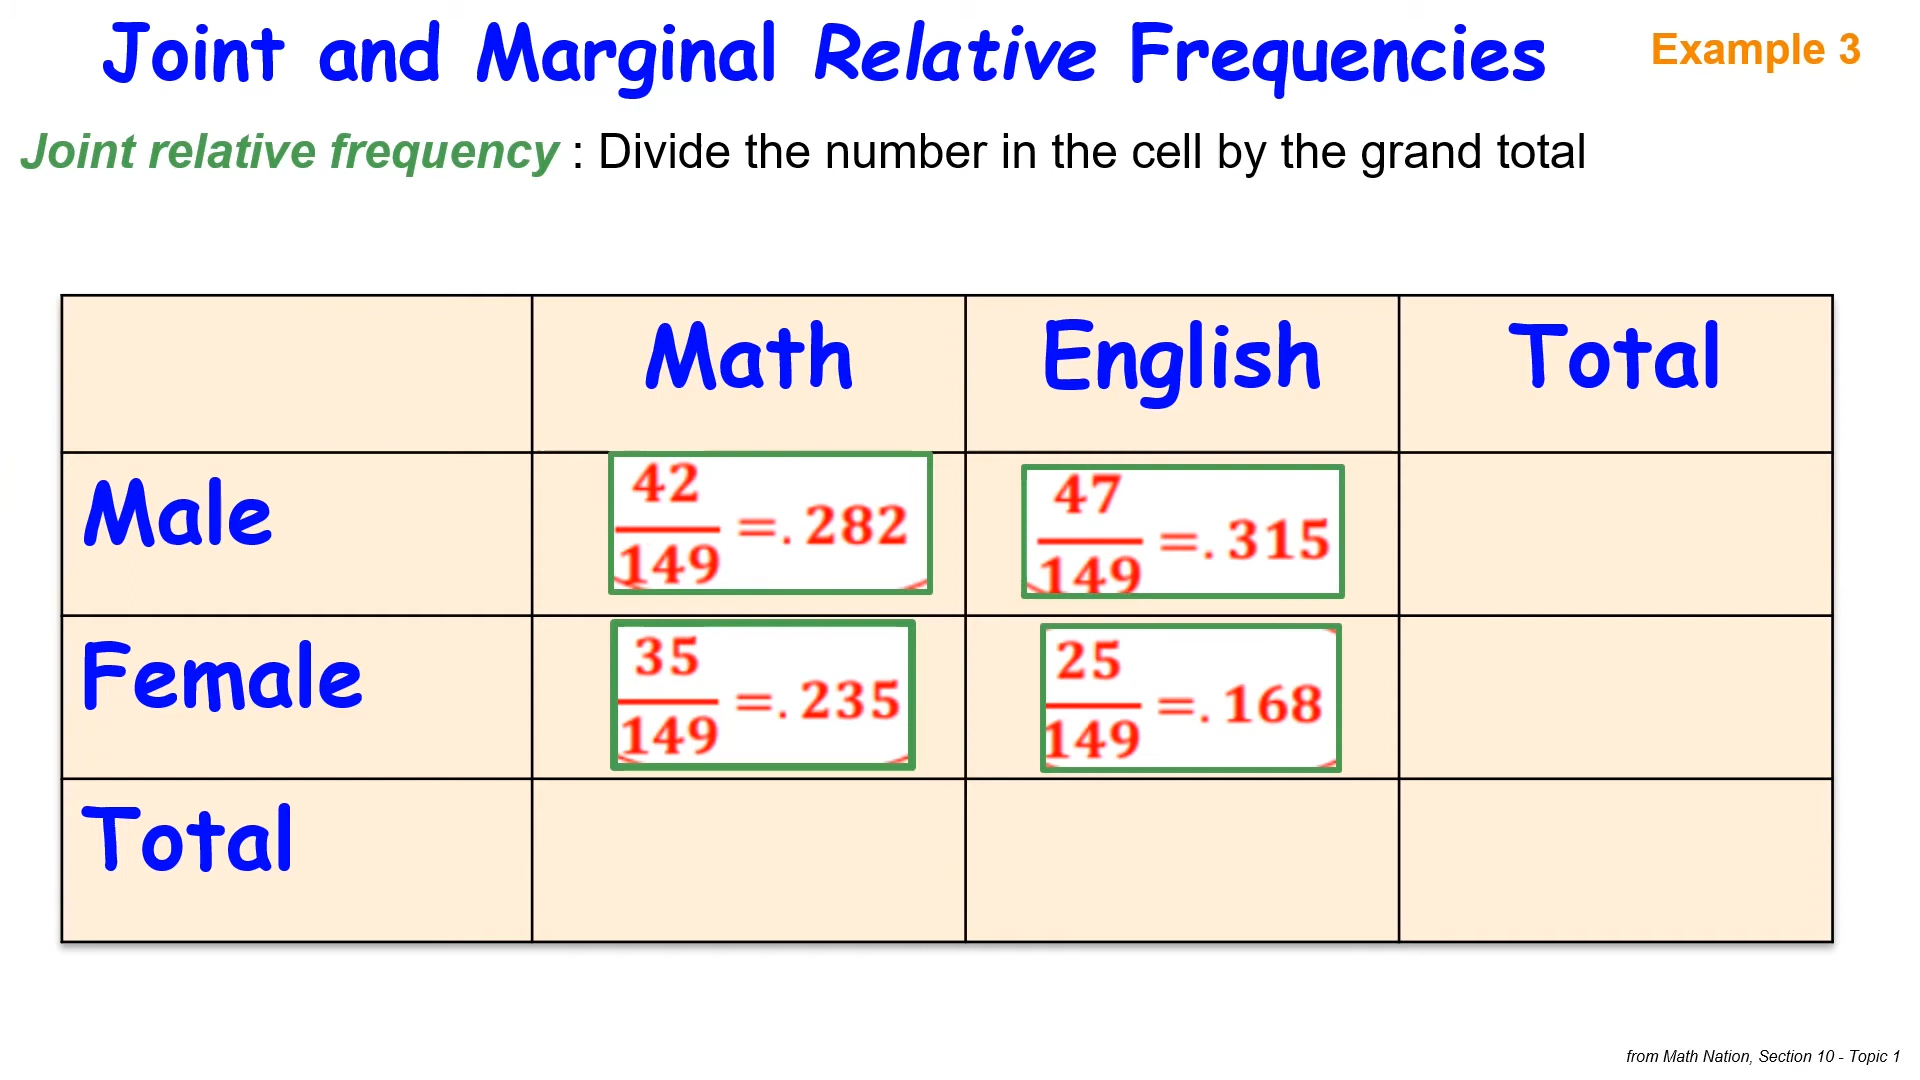 Joint and Marginal Relative Frequencies
Example 3
Joint relative frequency : Divide the number in the cell by the grand total
Math English Total
Male 42/149 =.282 47/149 =.315
Female 35/149 =.235 25/149 =.168
Total
from Math Nation, Section 10 - Topic 1